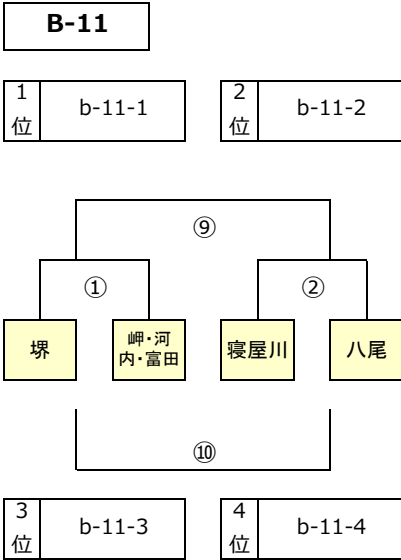 B-11
1位 b-11-1
2位 b-11-2
⑨
① ②
堺
岬・河
内・富田
寝屋川
八尾
⑩
3位 b-11-3
4位 b-11-4